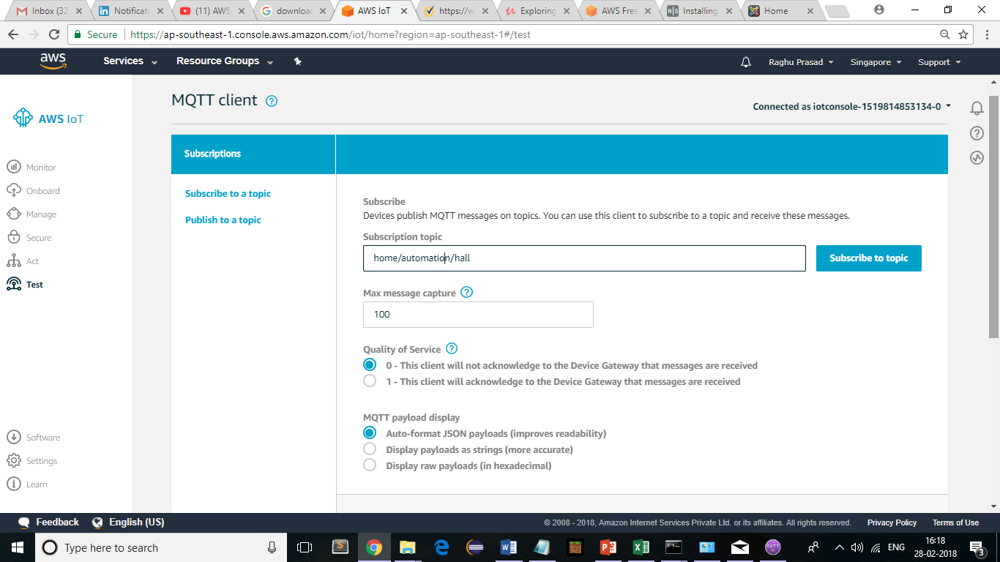 Inbox (32
Notificati
(11) AWS
downloac
AWS IoT
https://w
Exploring
AWS Free
N|S Installing
Home
Secure https://ap-southeast-1.console.aws.amazon.com/iot/home?region=ap-southeast-1#/test
aws Services Resource Groups Raghu Prasad Singapore Support
MQTT client ?
Connected as iotconsole-1519814853134-0
AWS IoT
Monitor
Onboard
Manage
Secure
Act
Test
Software
Settings
Learn
Subscriptions
Subscribe to a topic
Publish to a topic
Subscribe
Devices publish MQTT messages on topics. You can use this client to subscribe to a topic and receive these messages.
Subscription topic
home/automation/hall
Subscribe to topic
Max message capture ?
100
Quality of Service ?
0 - This client will not acknowledge to the Device Gateway that messages are received
1 - This client will acknowledge to the Device Gateway that messages are received
MQTT payload display
Auto-format JSON payloads (improves readability)
Display payloads as strings (more accurate)
Display raw payloads (in hexadecimal)
Feedback English (US) © 2008 - 2018, Amazon Internet Services Private Ltd. or its affiliates. All rights reserved. Privacy Policy Terms of Use
Type here to search
ENG
16:18
28-02-2018
3